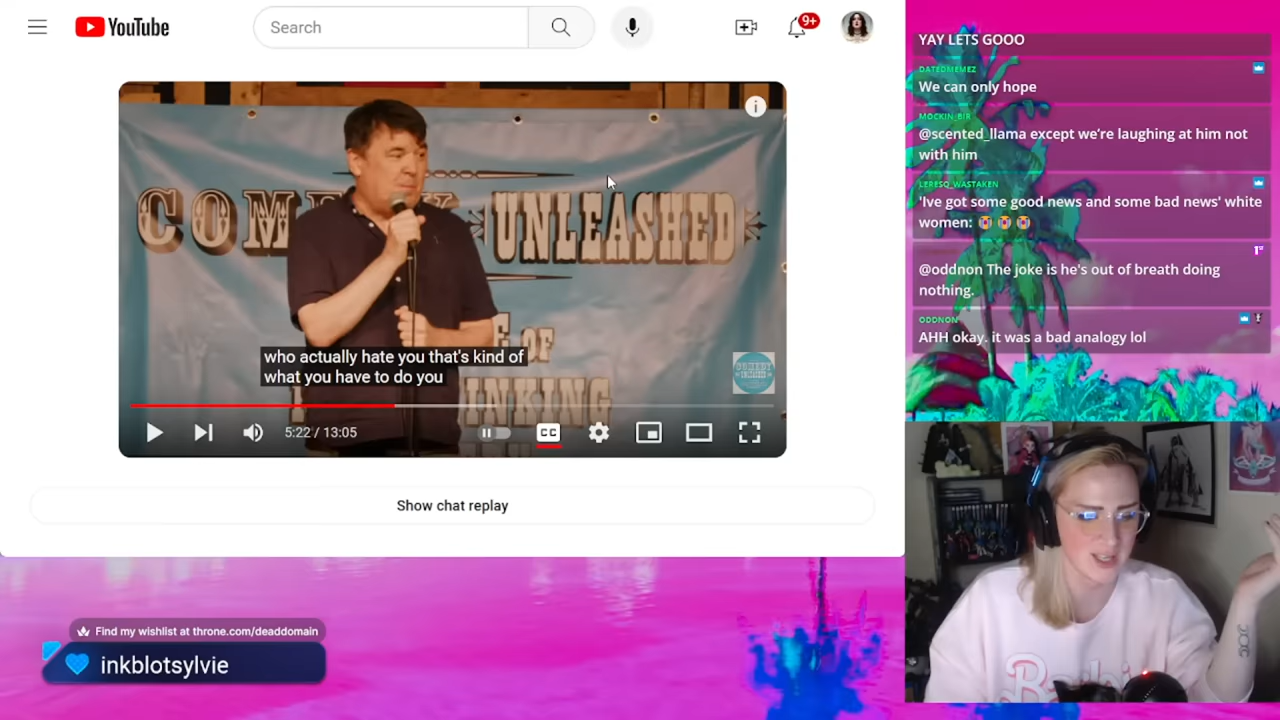 YouTube
Search
9+
i
COMEDY UNLEASHED
who actually hate you that's kind of
what you have to do you
OF
INKING
5:22 / 13:05
CC
Show chat replay
YAY LETS GOOO
DATEDMEMEZ
We can only hope
MOCKIN_BIR
@scented_llama except we're laughing at him not
with him
LERESO_WASTAKEN
'Ive got some good news and some bad news' white
women: 😭 😭 😭
@oddnon The joke is he's out of breath doing
nothing.
ODDNON
AHH okay. it was a bad analogy lol
Find my wishlist at throne.com/deaddomain
inkblotsylvie